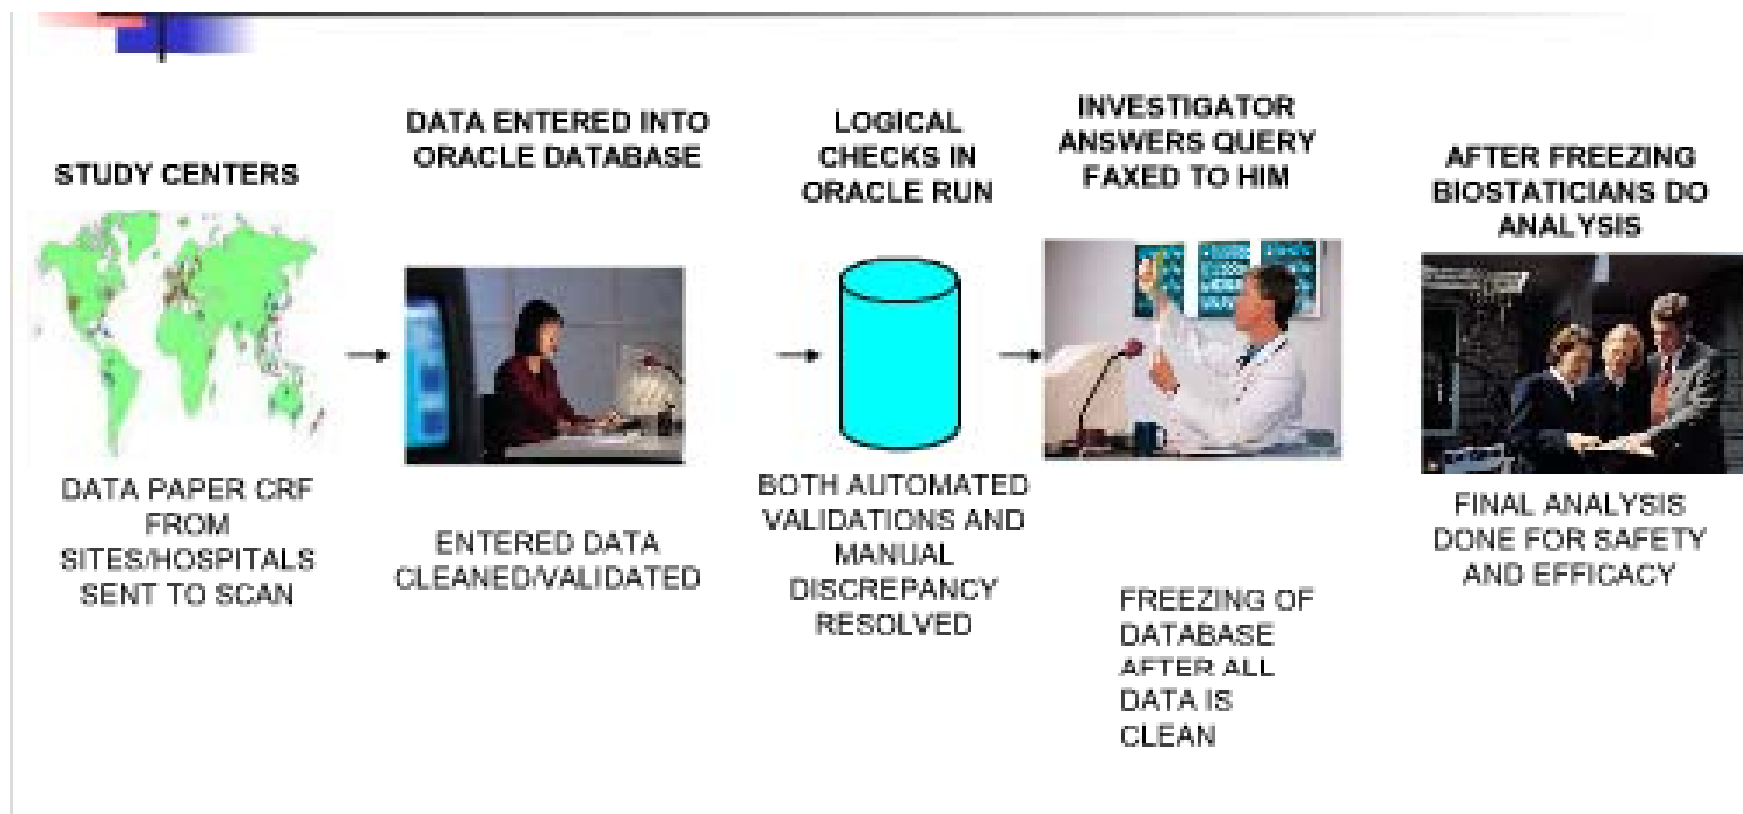 STUDY CENTERS
DATA PAPER CRF
FROM
SITES/HOSPITALS
SENT TO SCAN
DATA ENTERED INTO
ORACLE DATABASE
ENTERED DATA
CLEANED/VALIDATED
LOGICAL
CHECKS IN
ORACLE RUN
BOTH AUTOMATED
VALIDATIONS AND
MANUAL
DISCREPANCY
RESOLVED
INVESTIGATOR
ANSWERS QUERY
FAXED TO HIM
FREEZING OF
DATABASE
AFTER ALL
DATA IS
CLEAN
AFTER FREEZING
BIOSTATICIANS DO
ANALYSIS
FINAL ANALYSIS
DONE FOR SAFETY
AND EFFICACY